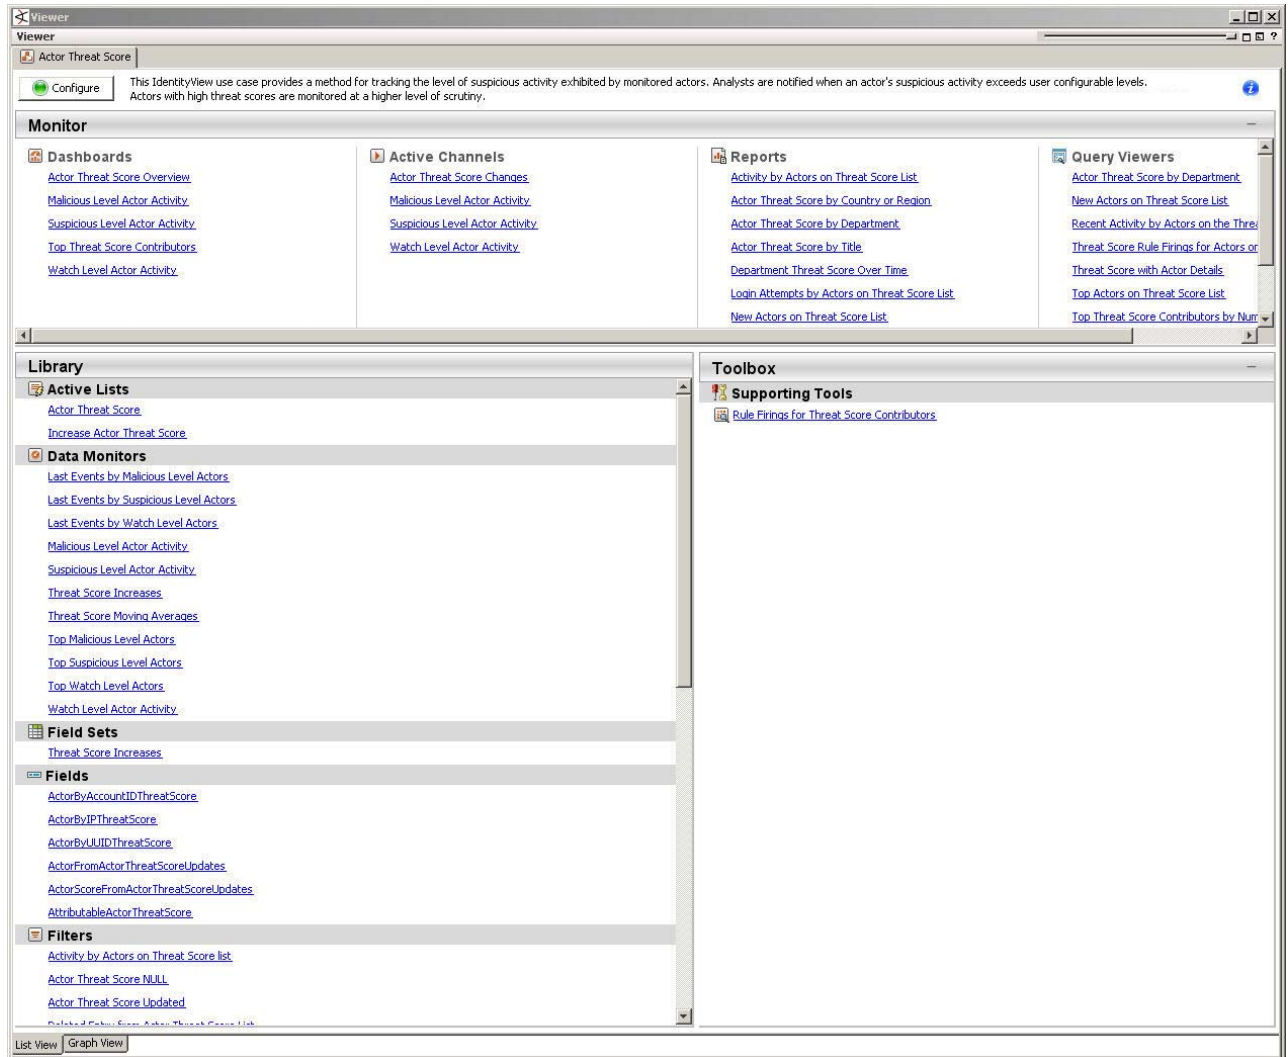 Viewer
Viewer
?
Actor Threat Score
Configure
This IdentityView use case provides a method for tracking the level of suspicious activity exhibited by monitored actors. Analysts are notified when an actor's suspicious activity exceeds user configurable levels.
Actors with high threat scores are monitored at a higher level of scrutiny.
Monitor
Dashboards
Actor Threat Score Overview
Malicious Level Actor Activity
Suspicious Level Actor Activity
Top Threat Score Contributors
Watch Level Actor Activity
Active Channels
Actor Threat Score Changes
Malicious Level Actor Activity
Suspicious Level Actor Activity
Watch Level Actor Activity
Reports
Activity by Actors on Threat Score List
Actor Threat Score by Country or Region
Actor Threat Score by Department
Actor Threat Score by Title
Department Threat Score Over Time
Login Attempts by Actors on Threat Score List
New Actors on Threat Score List
Query Viewers
Actor Threat Score by Department
New Actors on Threat Score List
Recent Activity by Actors on the Threa
Threat Score Rule Firings for Actors or
Threat Score with Actor Details
Top Actors on Threat Score List
Top Threat Score Contributors by Num
Library
Active Lists
Actor Threat Score
Increase Actor Threat Score
Data Monitors
Last Events by Malicious Level Actors
Last Events by Suspicious Level Actors
Last Events by Watch Level Actors
Malicious Level Actor Activity
Suspicious Level Actor Activity
Threat Score Increases
Threat Score Moving Averages
Top Malicious Level Actors
Top Suspicious Level Actors
Top Watch Level Actors
Watch Level Actor Activity
Field Sets
Threat Score Increases
Fields
ActorByAccountIDThreatScore
ActorByIPThreatScore
ActorByUUIDThreatScore
ActorFromActorThreatScoreUpdates
ActorScoreFromActorThreatScoreUpdates
AttributableActorThreatScore
Filters
Activity by Actors on Threat Score list
Actor Threat Score NULL
Actor Threat Score Updated
Deleted Entry from Actor Threat Score List
Toolbox
Supporting Tools
Rule Firings for Threat Score Contributors
List View
Graph View